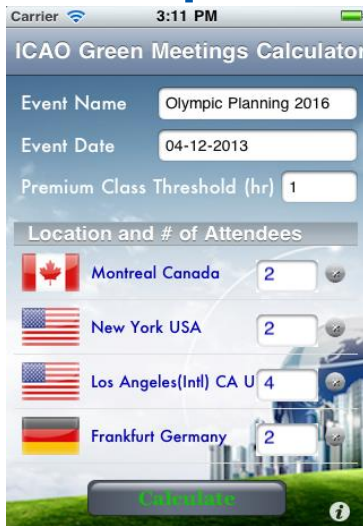 Carrier 3:11 PM
ICAO Green Meetings Calculator
Event Name Olympic Planning 2016
Event Date 04-12-2013
Premium Class Threshold (hr) 1
Location and # of Attendees
Montreal Canada 2
New York USA 2
Los Angeles(Intl) CA U 4
Frankfurt Germany 2
Calculate
i